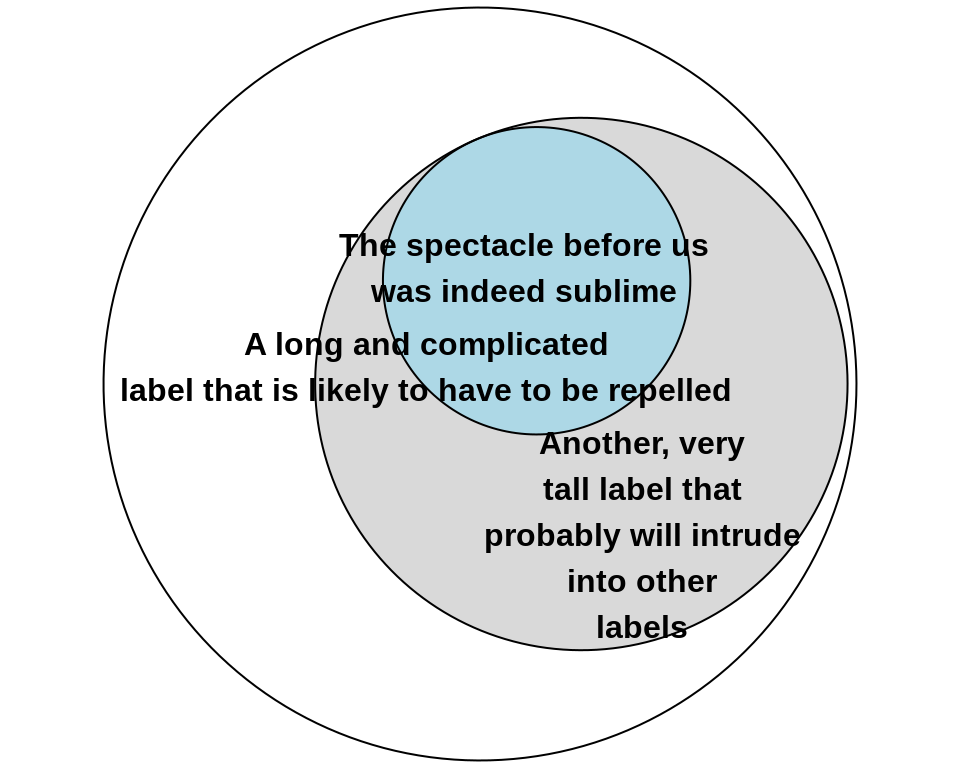 The spectacle before us
was indeed sublime
A long and complicated
label that is likely to have to be repelled
Another, very
tall label that
probably will intrude
into other
labels